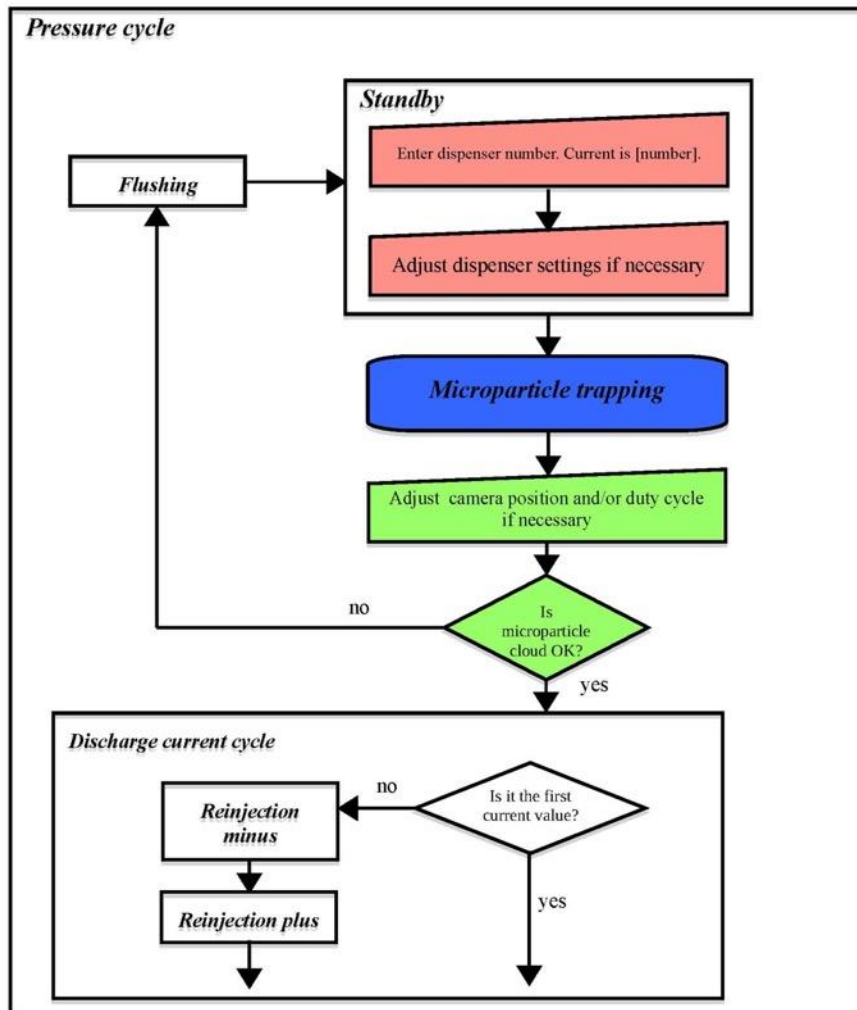 Pressure cycle
Standby
Enter dispenser number. Current is [number].
Flushing
Adjust dispenser settings if necessary
Microparticle trapping
Adjust camera position and/or duty cycle
if necessary
no
Is
microparticle
cloud OK?
yes
Discharge current cycle
no
Is it the first
current value?
Reinjection
minus
Reinjection plus
yes